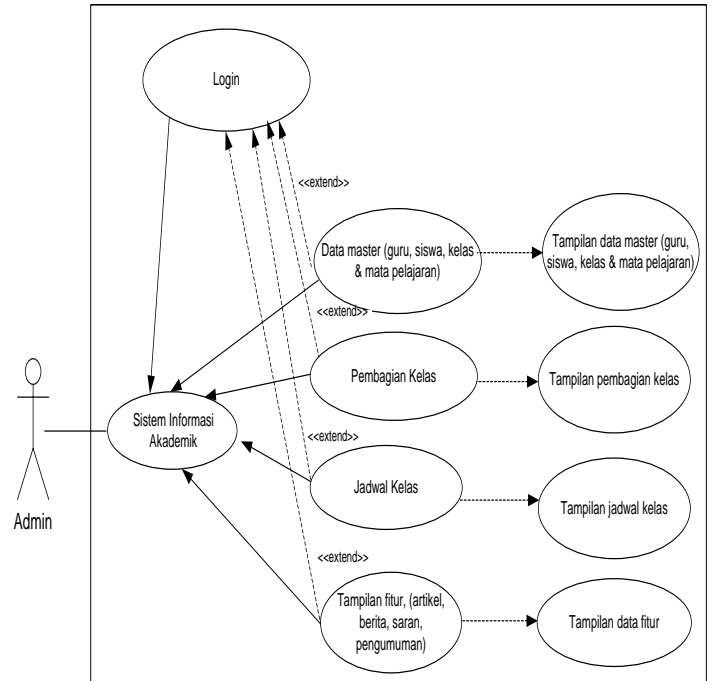 Login
<<extend>>
Data master (guru, siswa, kelas
& mata pelajaran)
Tampilan data master (guru,
siswa, kelas & mata pelajaran)
<<extend>>
Pembagian Kelas
Tampilan pembagian kelas
Sistem Informasi
Akademik
<<extend>>
Jadwal Kelas
Tampilan jadwal kelas
Admin
<<extend>>
Tampilan fitur, (artikel,
berita, saran,
pengumuman)
Tampilan data fitur